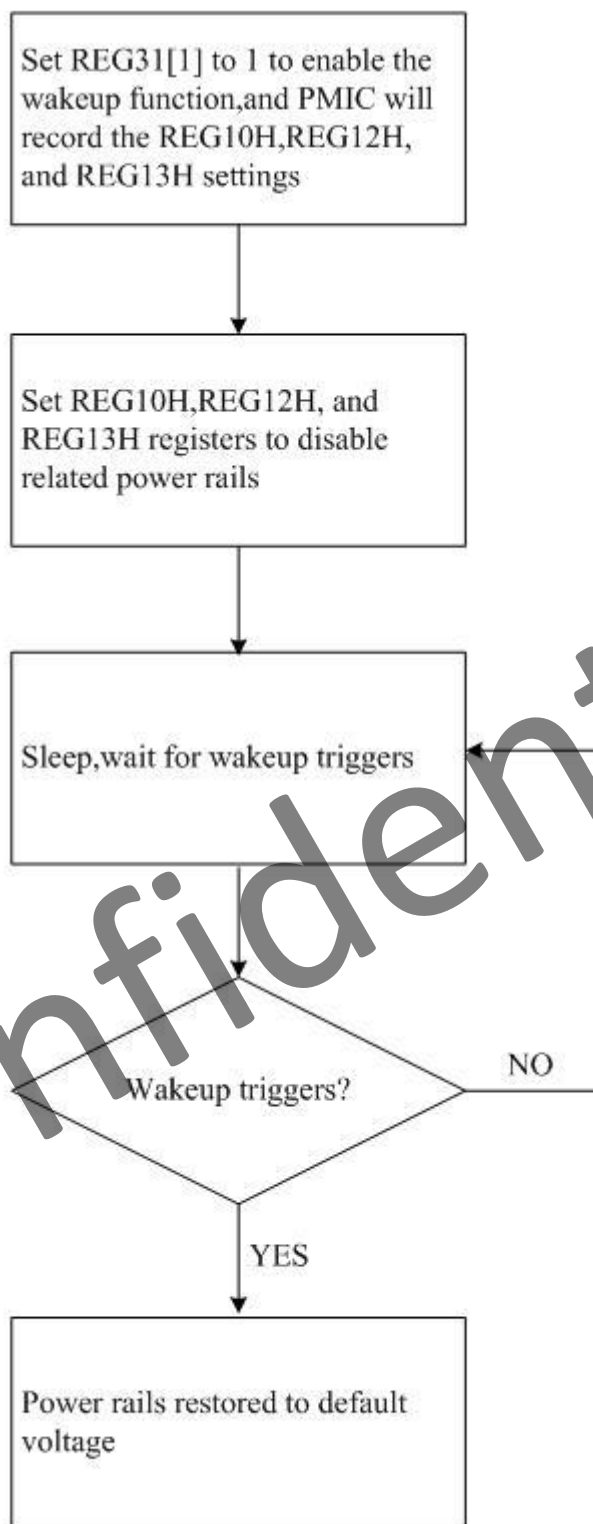 Set REG31[1] to 1 to enable the
wakeup function,and PMIC will
record the REG10H,REG12H,
and REG13H settings
Set REG10H,REG12H, and
REG13H registers to disable
related power rails
Sleep,wait for wakeup triggers
Wakeup triggers?
NO
YES
Power rails restored to default
voltage
nfident